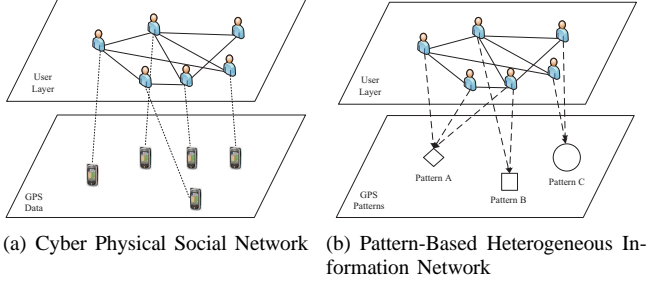 User
Layer
GPS
Data
(a) Cyber Physical Social Network
User
Layer
Pattern A
Pattern B
Pattern C
GPS
Patterns
(b) Pattern-Based Heterogeneous In-
formation Network